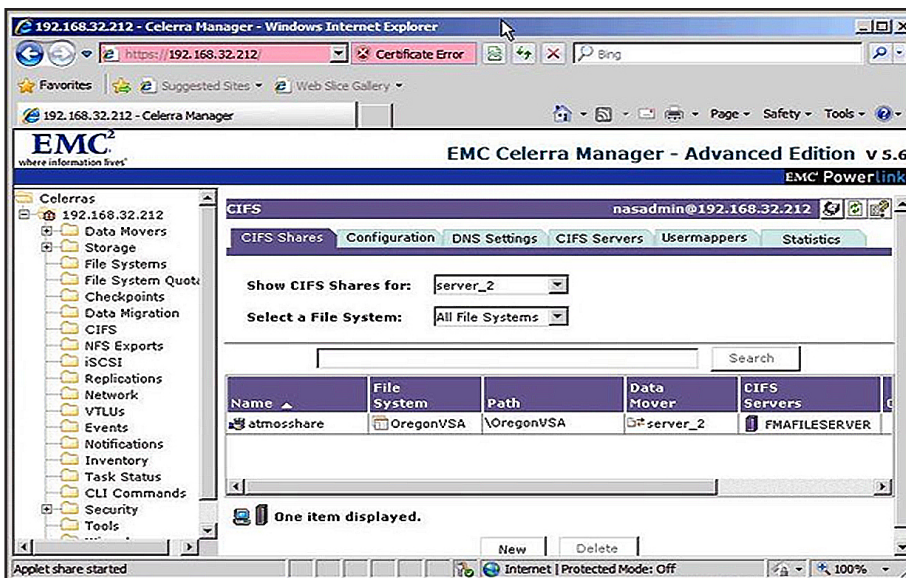 192.168.32.212 - Celerra Manager - Windows Internet Explorer
https://192.168.32.212/
Certificate Error
Bing
Favorites
Suggested Sites
Web Slice Gallery
192.168.32.212 - Celerra Manager
Page
Safety
Tools
EMC²
where information lives®
EMC Celerra Manager - Advanced Edition v 5.6
EMC® Powerlink
Celerras
192.168.32.212
Data Movers
Storage
File Systems
File System Quota
Checkpoints
Data Migration
CIFS
NFS Exports
iSCSI
Replications
Network
VTLUs
Events
Notifications
Inventory
Task Status
CLI Commands
Security
Tools
CIFS
nasadmin@192.168.32.212
CIFS Shares
Configuration
DNS Settings
CIFS Servers
Usermappers
Statistics
Show CIFS Shares for:
server_2
Select a File System:
All File Systems
Search
Name
File System
Path
Data Mover
CIFS Servers
atmosshare
OregonVSA
\OregonVSA
server_2
FMAFILESERVER
One item displayed.
New
Delete
Applet share started
Internet | Protected Mode: Off
100%